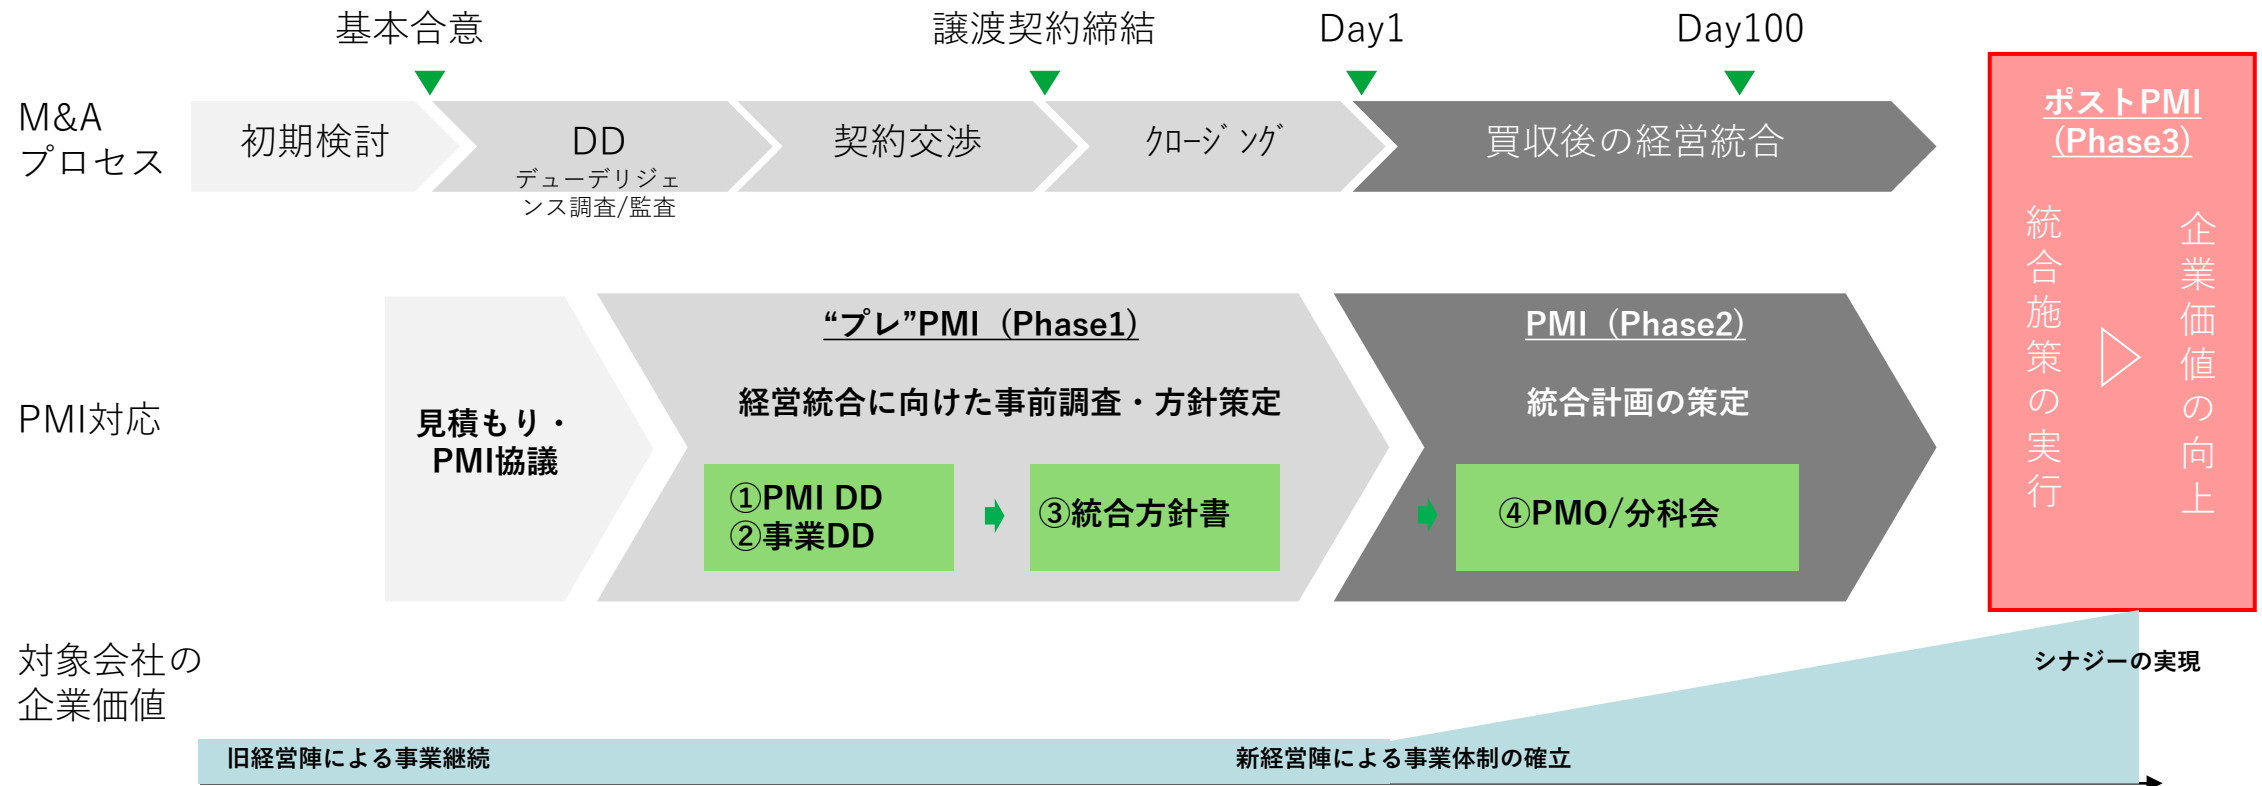 基本合意
譲渡契約締結
Day1
Day100
M&A
プロセス
初期検討
DD
デューデリジェ
ンス調査/監査
契約交渉
ｸﾛｰｼﾞﾝｸﾞ
買収後の経営統合
ポストPMI
(Phase3)
統合施策の実行
企業価値の向上
PMI対応
見積もり・
PMI協議
“プレ”PMI（Phase1）
経営統合に向けた事前調査・方針策定
①PMI DD
②事業DD
③統合方針書
PMI（Phase2）
統合計画の策定
④PMO/分科会
対象会社の
企業価値
シナジーの実現
旧経営陣による事業継続
新経営陣による事業体制の確立